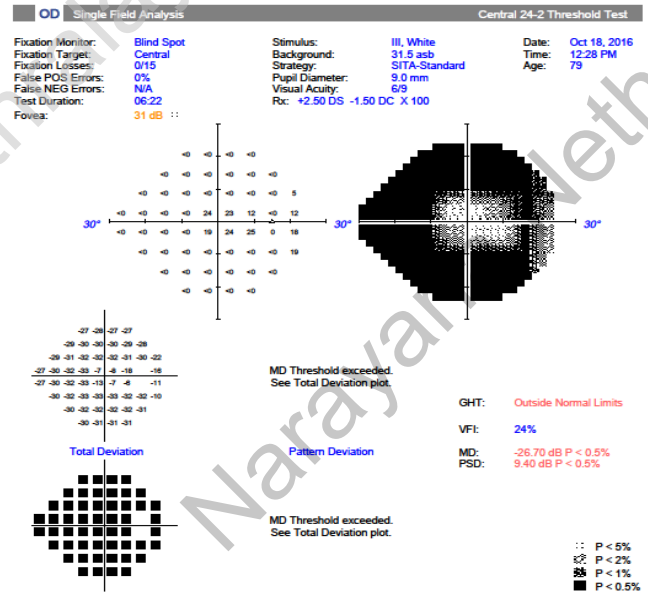 OD Single Field Analysis Central 24-2 Threshold Test
Fixation Monitor: Blind Spot Stimulus: III, White Date: Oct 18, 2016
Fixation Target: Central Background: 31.5 asb Time: 12:28 PM
Fixation Losses: 0/15 Strategy: SITA-Standard Age: 79
False POS Errors: 0% Pupil Diameter: 9.0 mm
False NEG Errors: N/A Visual Acuity: 6/9
Test Duration: 06:22 Rx: +2.50 DS -1.50 DC X 100
Fovea: 31 dB
<0 <0 <0 <0
<0 <0 <0 <0 <0 <0
<0 <0 <0 <0 <0 <0 <0 5
<0 <0 <0 <0 24 23 12 <0 12
30° 30° 30°
<0 <0 <0 <0 19 24 25 0 18
<0 <0 <0 <0 <0 <0 <0 19
<0 <0 <0 <0 <0 <0
<0 <0 <0 <0
-27 -28 -27 -27
-29 -30 -30 -30 -29 -28
-29 -31 -32 -32 -32 -31 -30 -22
-27 -30 -32 -33 -7 -8 -18 -16
-27 -30 -32 -33 -13 -7 -6 -11
-30 -32 -33 -33 -33 -32 -32 -10
-30 -32 -32 -32 -32 -31
-30 -31 -31 -31
MD Threshold exceeded.
See Total Deviation plot.
GHT: Outside Normal Limits
VFI: 24%
MD: -26.70 dB P < 0.5%
PSD: 9.40 dB P < 0.5%
Total Deviation Pattern Deviation
MD Threshold exceeded.
See Total Deviation plot.
P < 5%
P < 2%
P < 1%
P < 0.5%